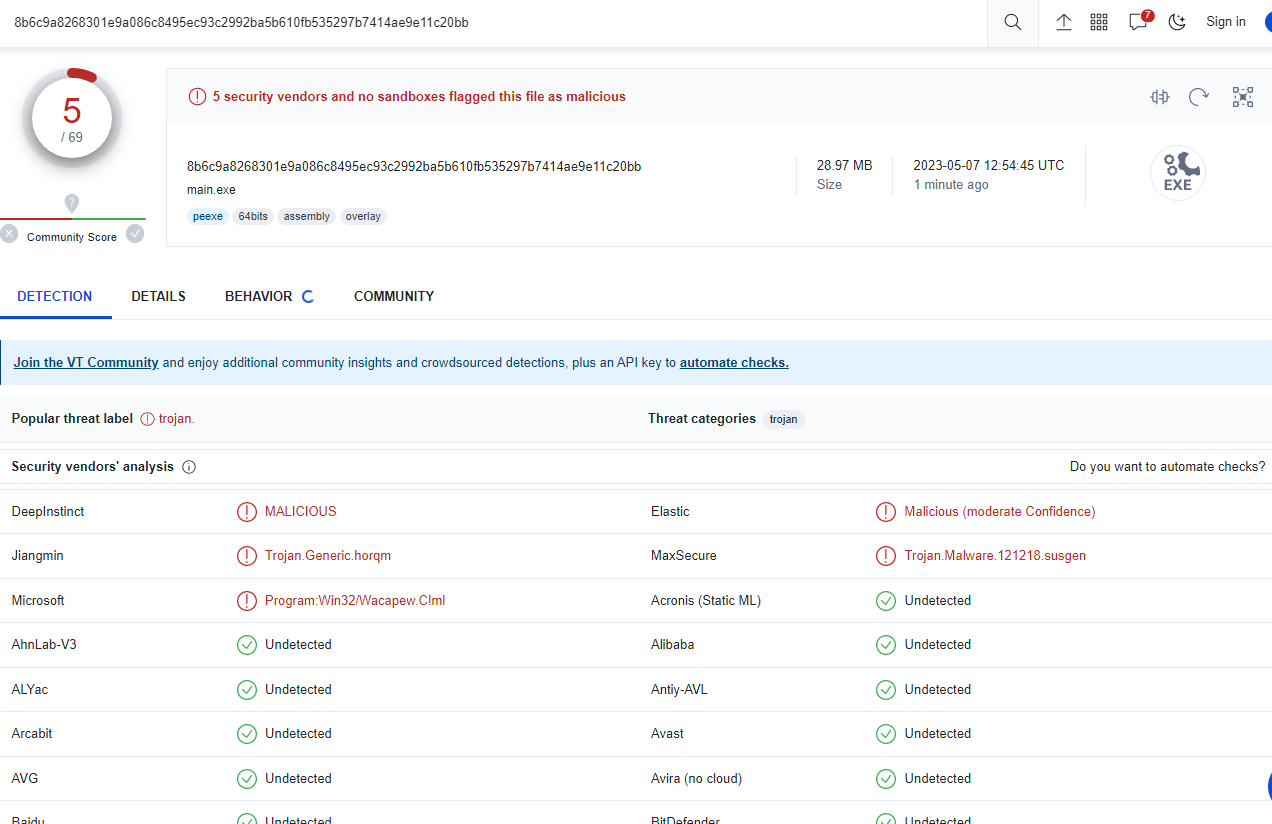 8b6c9a8268301e9a086c8495ec93c2992ba5b610fb535297b7414ae9e11c20bb
7
Sign in
5
/ 69
5 security vendors and no sandboxes flagged this file as malicious
8b6c9a8268301e9a086c8495ec93c2992ba5b610fb535297b7414ae9e11c20bb
main.exe
28.97 MB
Size
2023-05-07 12:54:45 UTC
1 minute ago
EXE
peexe 64bits assembly overlay
?
Community Score
DETECTION DETAILS BEHAVIOR COMMUNITY
Join the VT Community and enjoy additional community insights and crowdsourced detections, plus an API key to automate checks.
Popular threat label trojan. Threat categories trojan
Security vendors' analysis Do you want to automate checks?
DeepInstinct MALICIOUS Elastic Malicious (moderate Confidence)
Jiangmin Trojan.Generic.horqm MaxSecure Trojan.Malware.121218.susgen
Microsoft Program:Win32/Wacapew.C!ml Acronis (Static ML) Undetected
AhnLab-V3 Undetected Alibaba Undetected
ALYac Undetected Antiy-AVL Undetected
Arcabit Undetected Avast Undetected
AVG Undetected Avira (no cloud) Undetected
Baidu Undetected BitDefender Undetected